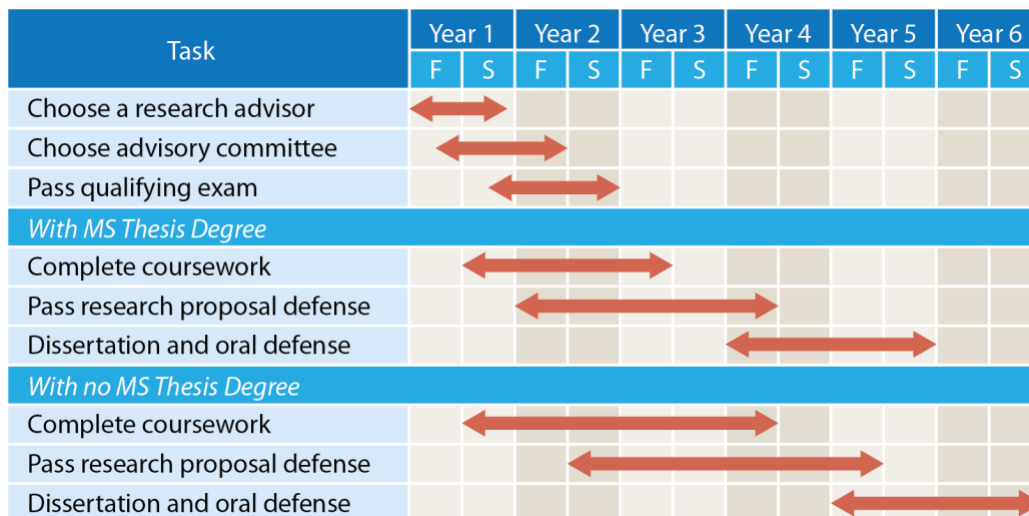 Task Year 1 Year 2 Year 3 Year 4 Year 5 Year 6
F S F S F S F S F S F S
Choose a research advisor
Choose advisory committee
Pass qualifying exam
With MS Thesis Degree
Complete coursework
Pass research proposal defense
Dissertation and oral defense
With no MS Thesis Degree
Complete coursework
Pass research proposal defense
Dissertation and oral defense